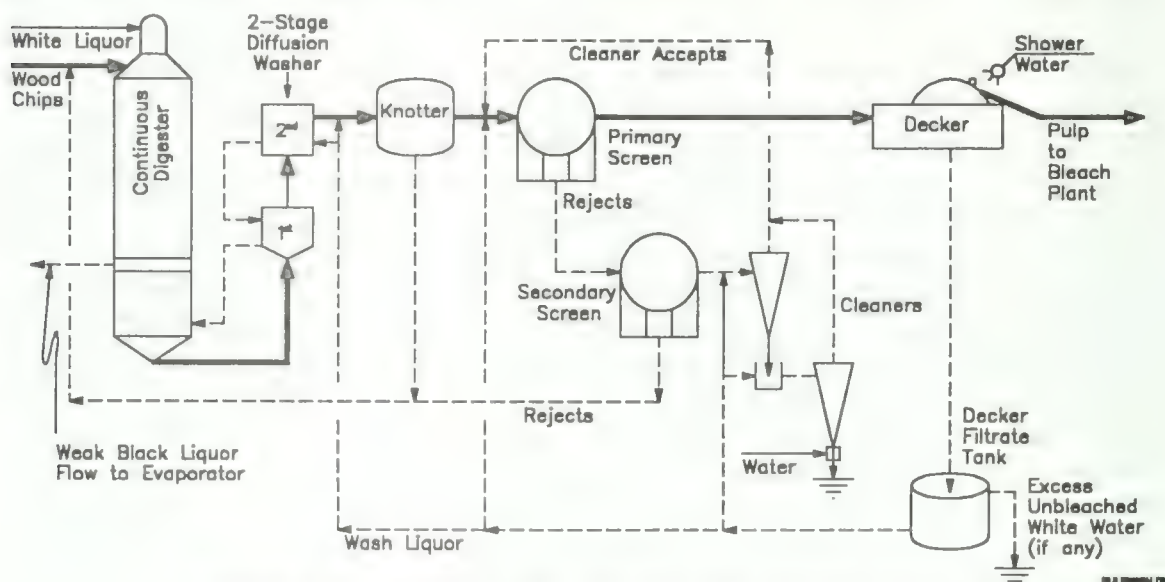 White Liquor
Wood
Chips
Continuous
Digester
2-Stage
Diffusion
Washer
2nd
1st
Knotter
Cleaner Accepts
Primary
Screen
Rejects
Secondary
Screen
Cleaners
Shower
Water
Decker
Pulp
to
Bleach
Plant
Rejects
Weak Black Liquor
Flow to Evaporator
Wash Liquor
Water
Decker
Filtrate
Tank
Excess
Unbleached
White Water
(if any)